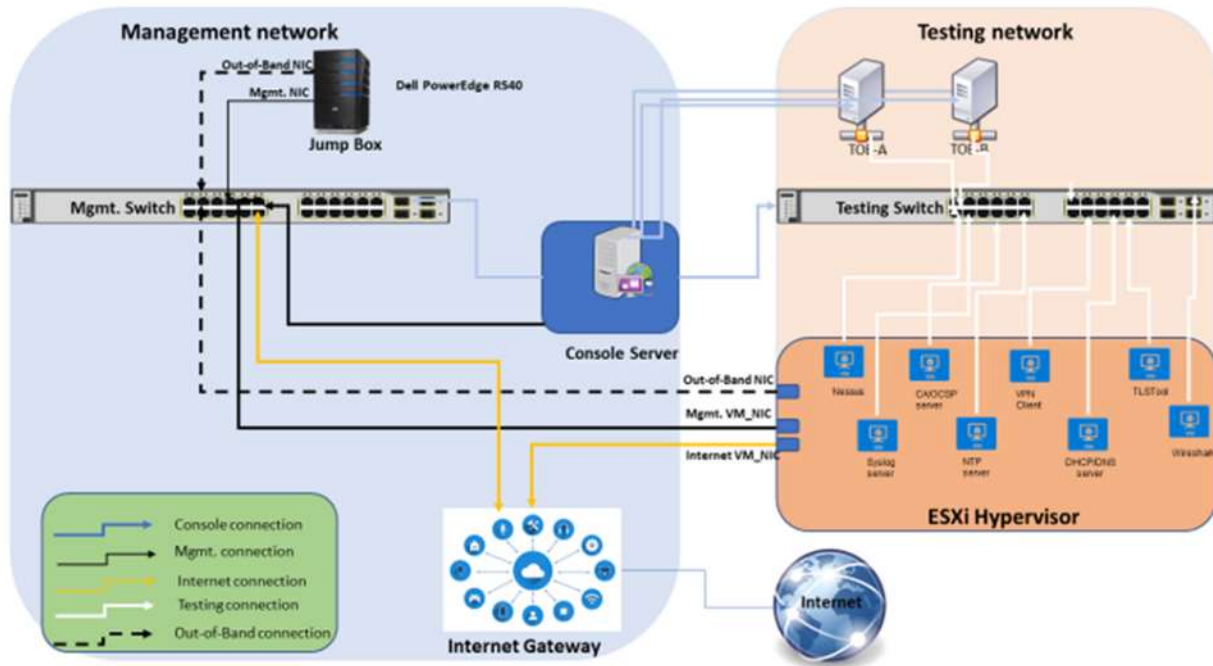 Management network
Testing network
Out-of-Band NIC
Dell PowerEdge R540
Mgmt. NIC
Jump Box
TOE-A
TOE-B
Mgmt. Switch
Testing Switch
Console Server
Out-of-Band NIC
Mgmt. VM_NIC
Internet VM_NIC
Nessus
CA/OCSP
server
VPN
Client
TLSTool
Syslog
server
NTP
server
DHCP/DNS
server
Wireshark
ESXi Hypervisor
Console connection
Mgmt. connection
Internet connection
Testing connection
Out-of-Band connection
Internet Gateway
Internet